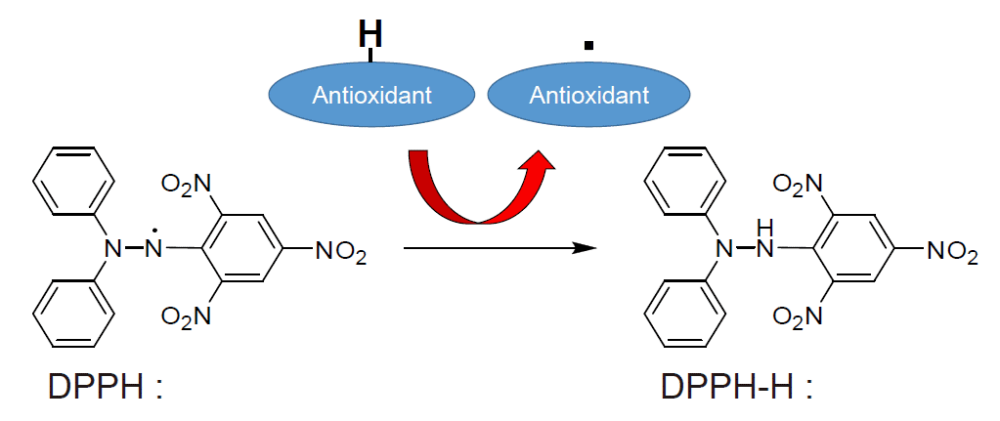 H
Antioxidant Antioxidant
O₂N O₂N
N N NO₂ H N N NO₂
O₂N O₂N
DPPH : DPPH-H :